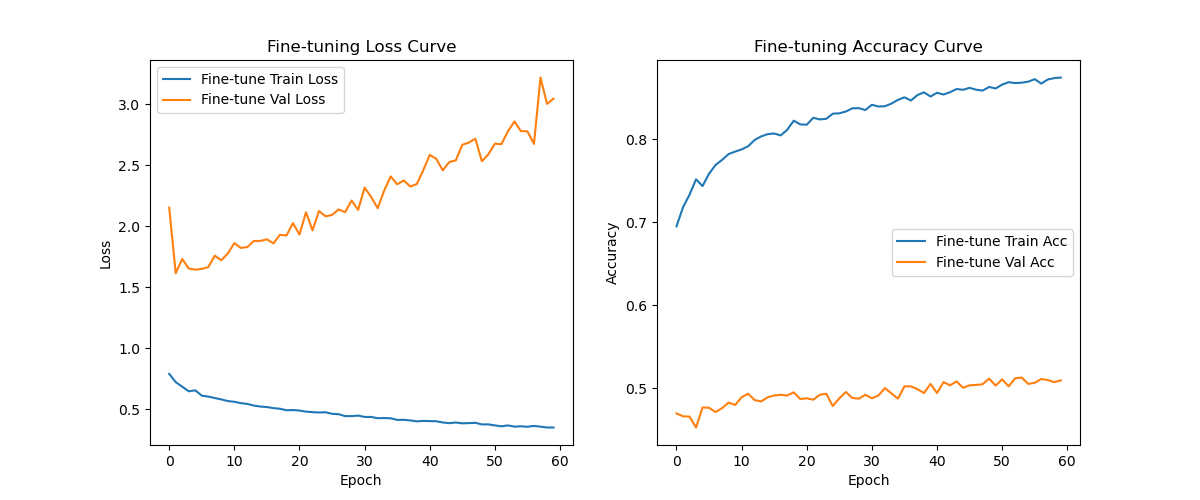 Fine-tuning Loss Curve
Fine-tune Train Loss
Fine-tune Val Loss
3.0
2.5
2.0
1.5
1.0
0.5
Loss
0 10 20 30 40 50 60
Epoch
Fine-tuning Accuracy Curve
0.8
0.7
0.6
0.5
Accuracy
Fine-tune Train Acc
Fine-tune Val Acc
0 10 20 30 40 50 60
Epoch